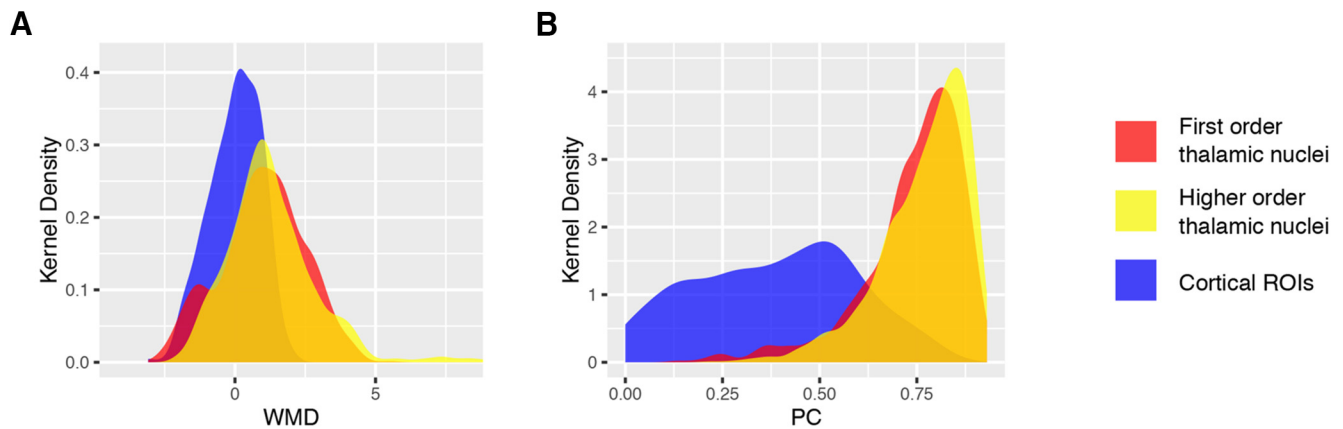 A
B
0.4
0.3
0.2
0.1
0.0
Kernel Density
0
5
WMD
4
3
2
1
0
Kernel Density
0.00
0.25
0.50
0.75
PC
First order
thalamic nuclei
Higher order
thalamic nuclei
Cortical ROIs